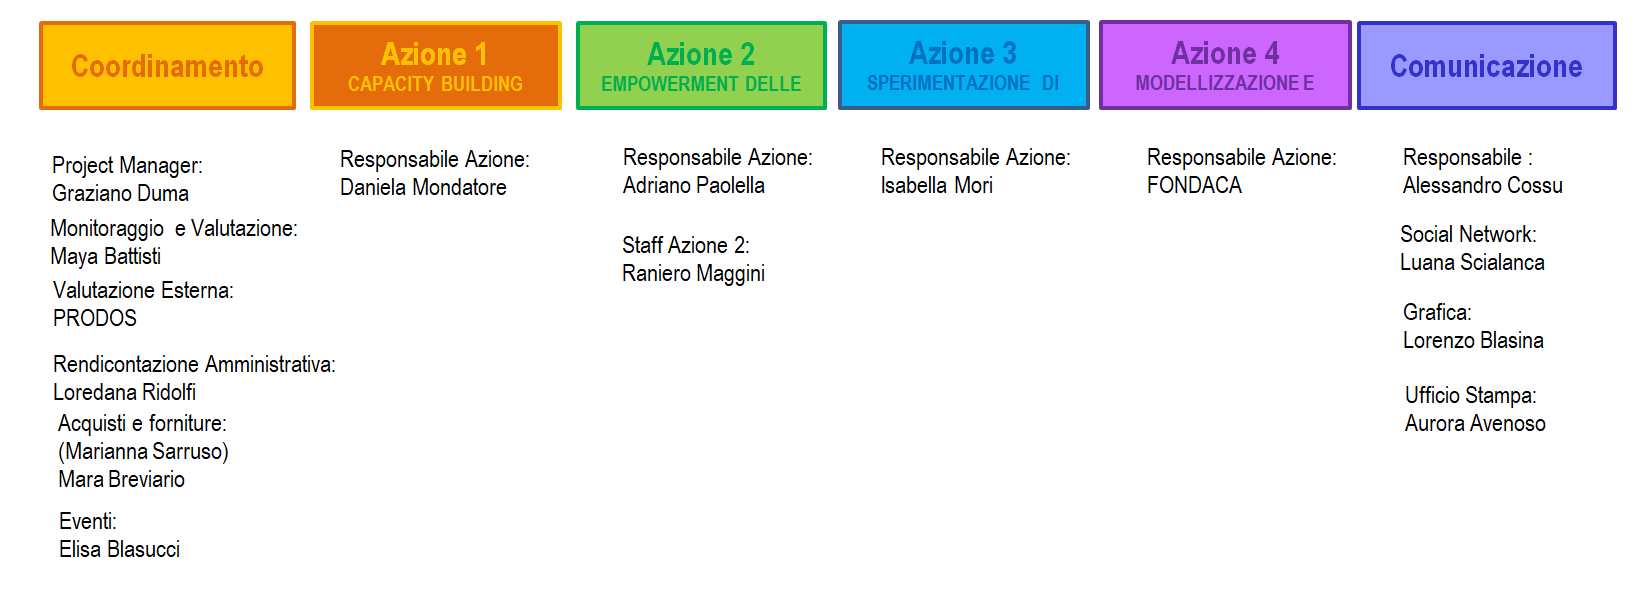 Coordinamento
Project Manager:
Graziano Duma
Monitoraggio e Valutazione:
Maya Battisti
Valutazione Esterna:
PRODOS
Rendicontazione Amministrativa:
Loredana Ridolfi
Acquisti e forniture:
(Marianna Sarruso)
Mara Breviario
Eventi:
Elisa Blasucci
Azione 1
CAPACITY BUILDING
Responsabile Azione:
Daniela Mondatore
Azione 2
EMPOWERMENT DELLE
Responsabile Azione:
Adriano Paolella
Staff Azione 2:
Raniero Maggini
Azione 3
SPERIMENTAZIONE DI
Responsabile Azione:
Isabella Mori
Azione 4
MODELLIZZAZIONE E
Responsabile Azione:
FONDACA
Comunicazione
Responsabile :
Alessandro Cossu
Social Network:
Luana Scialanca
Grafica:
Lorenzo Blasina
Ufficio Stampa:
Aurora Avenoso